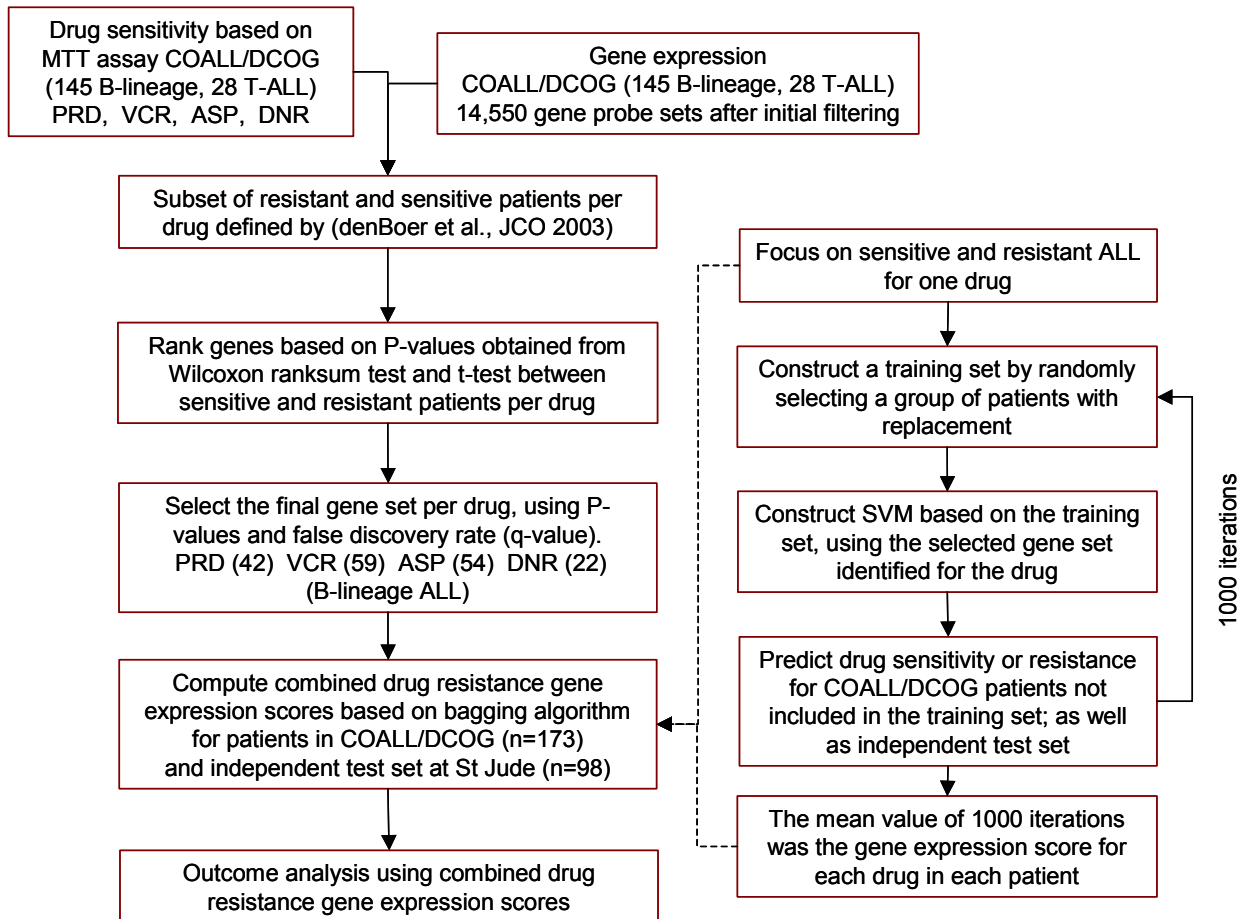 Drug sensitivity based on
MTT assay COALL/DCOG
(145 B-lineage, 28 T-ALL)
PRD, VCR, ASP, DNR
Gene expression
COALL/DCOG (145 B-lineage, 28 T-ALL)
14,550 gene probe sets after initial filtering
Subset of resistant and sensitive patients per
drug defined by (denBoer et al., JCO 2003)
Rank genes based on P-values obtained from
Wilcoxon ranksum test and t-test between
sensitive and resistant patients per drug
Select the final gene set per drug, using P-
values and false discovery rate (q-value).
PRD (42) VCR (59) ASP (54) DNR (22)
(B-lineage ALL)
Compute combined drug resistance gene
expression scores based on bagging algorithm
for patients in COALL/DCOG (n=173)
and independent test set at St Jude (n=98)
Outcome analysis using combined drug
resistance gene expression scores
Focus on sensitive and resistant ALL
for one drug
Construct a training set by randomly
selecting a group of patients with
replacement
Construct SVM based on the training
set, using the selected gene set
identified for the drug
Predict drug sensitivity or resistance
for COALL/DCOG patients not
included in the training set; as well
as independent test set
The mean value of 1000 iterations
was the gene expression score for
each drug in each patient
1000 iterations